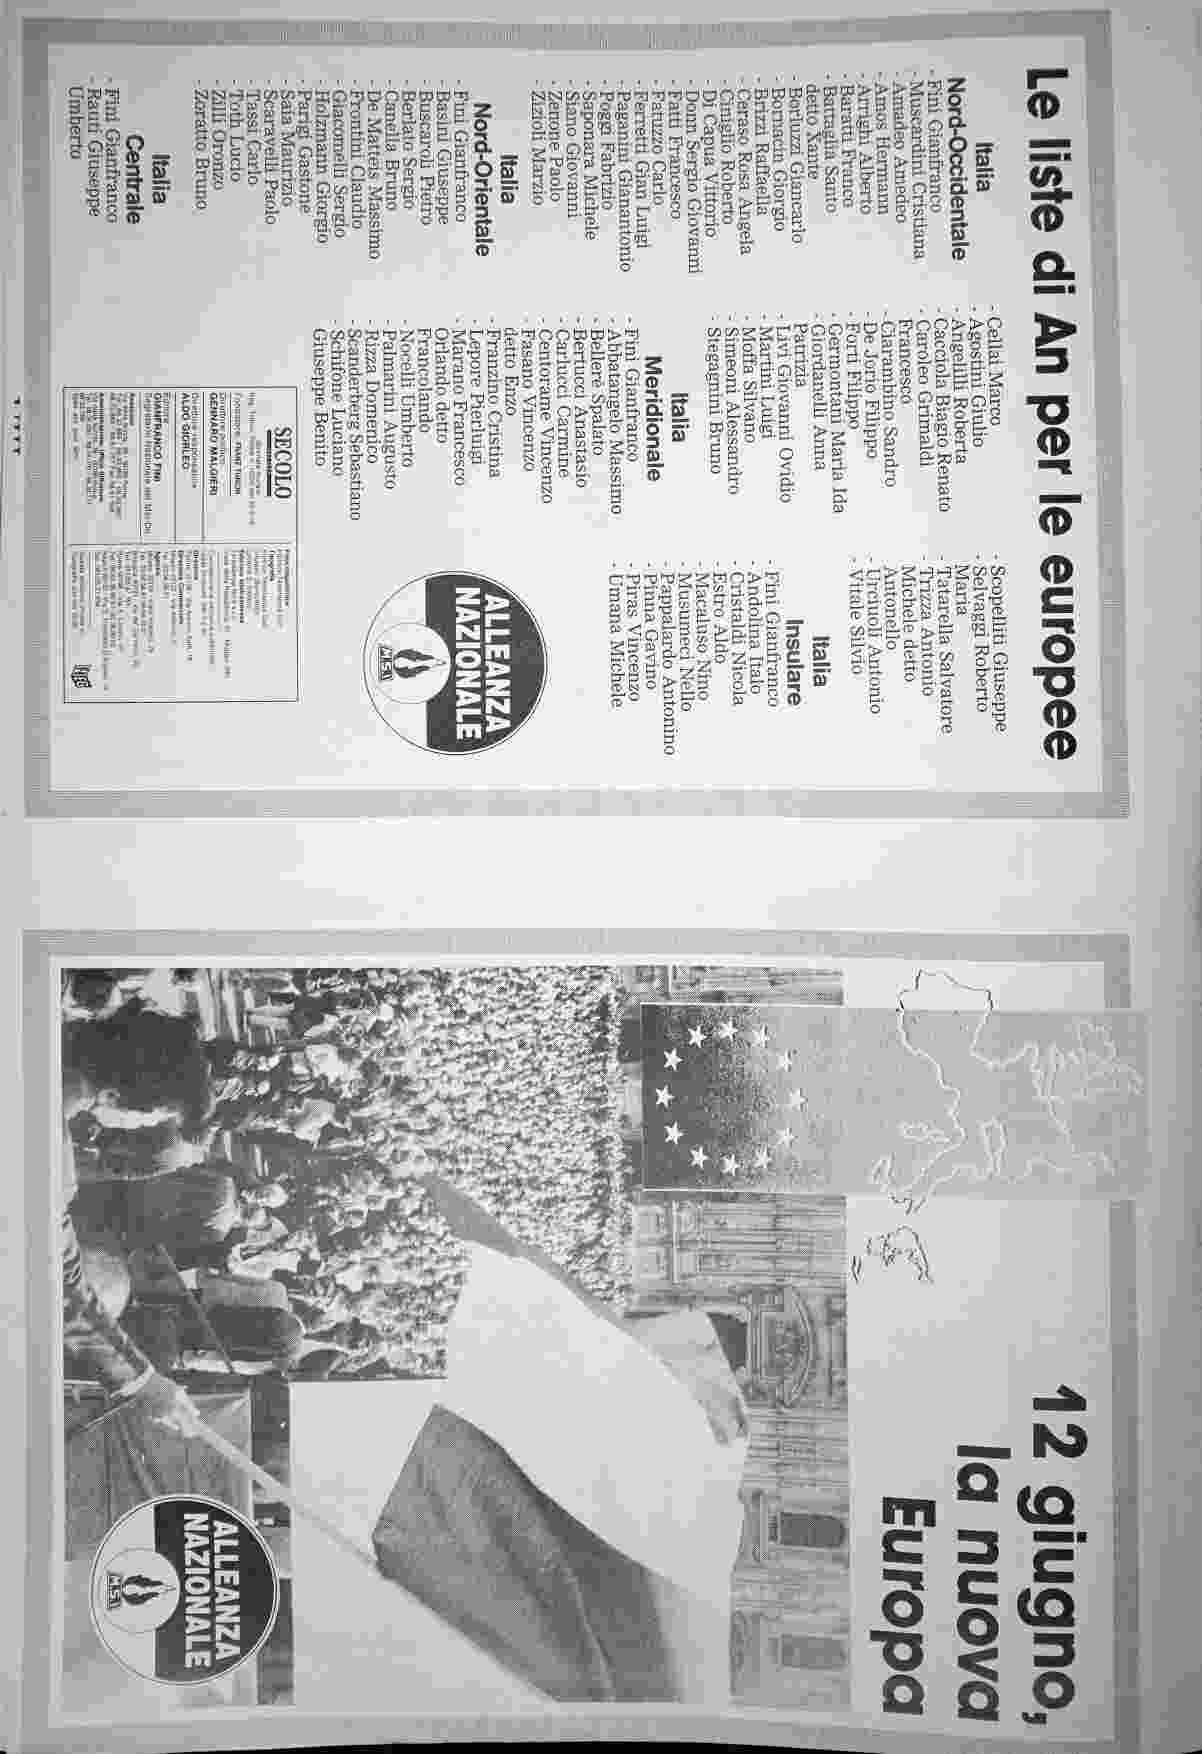 Le liste di An per le europee
Italia
Nord-Occidentale
- Fini Gianfranco
- Muscardini Cristiana
- Amadeo Amedeo
- Amos Hermann
- Arrighi Alberto
- Baratti Franco
- Battaglia Santo
detto Xante
- Berluzzi Giancarlo
- Bornacin Giorgio
- Brizzi Raffaella
- Ceraso Rosa Angela
- Ciniglio Roberto
- Di Capua Vittorio
- Donn Sergio Giovanni
- Fatti Francesco
- Fatuzzo Carlo
- Ferretti Gian Luigi
- Paganini Gianantonio
- Poggi Fabrizio
- Saponara Michele
- Siano Giovanni
- Zenone Paolo
- Zizioli Marzio
Italia
Nord-Orientale
- Fini Gianfranco
- Basini Giuseppe
- Buscaroli Pietro
- Berlato Sergio
- Canella Bruno
- De Matteis Massimo
- Frontini Claudio
- Giacomelli Sergio
- Holzmann Giorgio
- Parigi Gastone
- Saia Maurizio
- Scaravelli Paolo
- Tassi Carlo
- Toth Lucio
- Zilli Oronzo
- Zoratto Bruno
Italia
Centrale
- Fini Gianfranco
- Rauti Giuseppe
Umberto
- Cellai Marco
- Agostini Giulio
- Angelilli Roberta
- Cacciola Biagio Renato
- Caroleo Grimaldi
Francesco
- Ciarambino Sandro
- De Jorio Filippo
- Forti Filippo
- Germontani Maria Ida
- Giordanelli Anna
Patrizia
- Livi Giovanni Ovidio
- Martini Luigi
- Moffa Silvano
- Simeoni Alessandro
- Stegagnini Bruno
Italia
Meridionale
- Fini Gianfranco
- Abbatangelo Massimo
- Bellerè Spalato
- Bertucci Anastasio
- Carlucci Carmine
- Centorame Vincenzo
- Fasano Vincenzo
detto Enzo
- Franzino Cristina
- Lepore Pierluigi
- Marano Francesco
Orlando detto
Francolando
- Nocelli Umberto
- Palmarini Augusto
- Rizza Domenico
- Scanderberg Sebastiano
- Schifone Luciano
Giuseppe Benito
- Scopelliti Giuseppe
- Selvaggi Roberto
Maria
- Tatarella Salvatore
- Trizza Antonio
Michele detto
Antonello
- Urciuoli Antonio
- Vitale Silvio
Italia
Insulare
- Fini Gianfranco
- Andolina Italo
- Cristaldi Nicola
- Estro Aldo
- Macaluso Nino
- Musumeci Nello
- Pappalardo Antonino
- Pinna Gavino
- Piras Vincenzo
- Umana Michele
ALLEANZA
NAZIONALE
M.S.I.
SECOLO
FRANZ TURCHI
GENNARO MALGIERI
Direttore responsabile
ALDO GIORLEO
GIANFRANCO FINI
12 giugno,
la nuova
Europa
ALLEANZA
NAZIONALE
M.S.I.